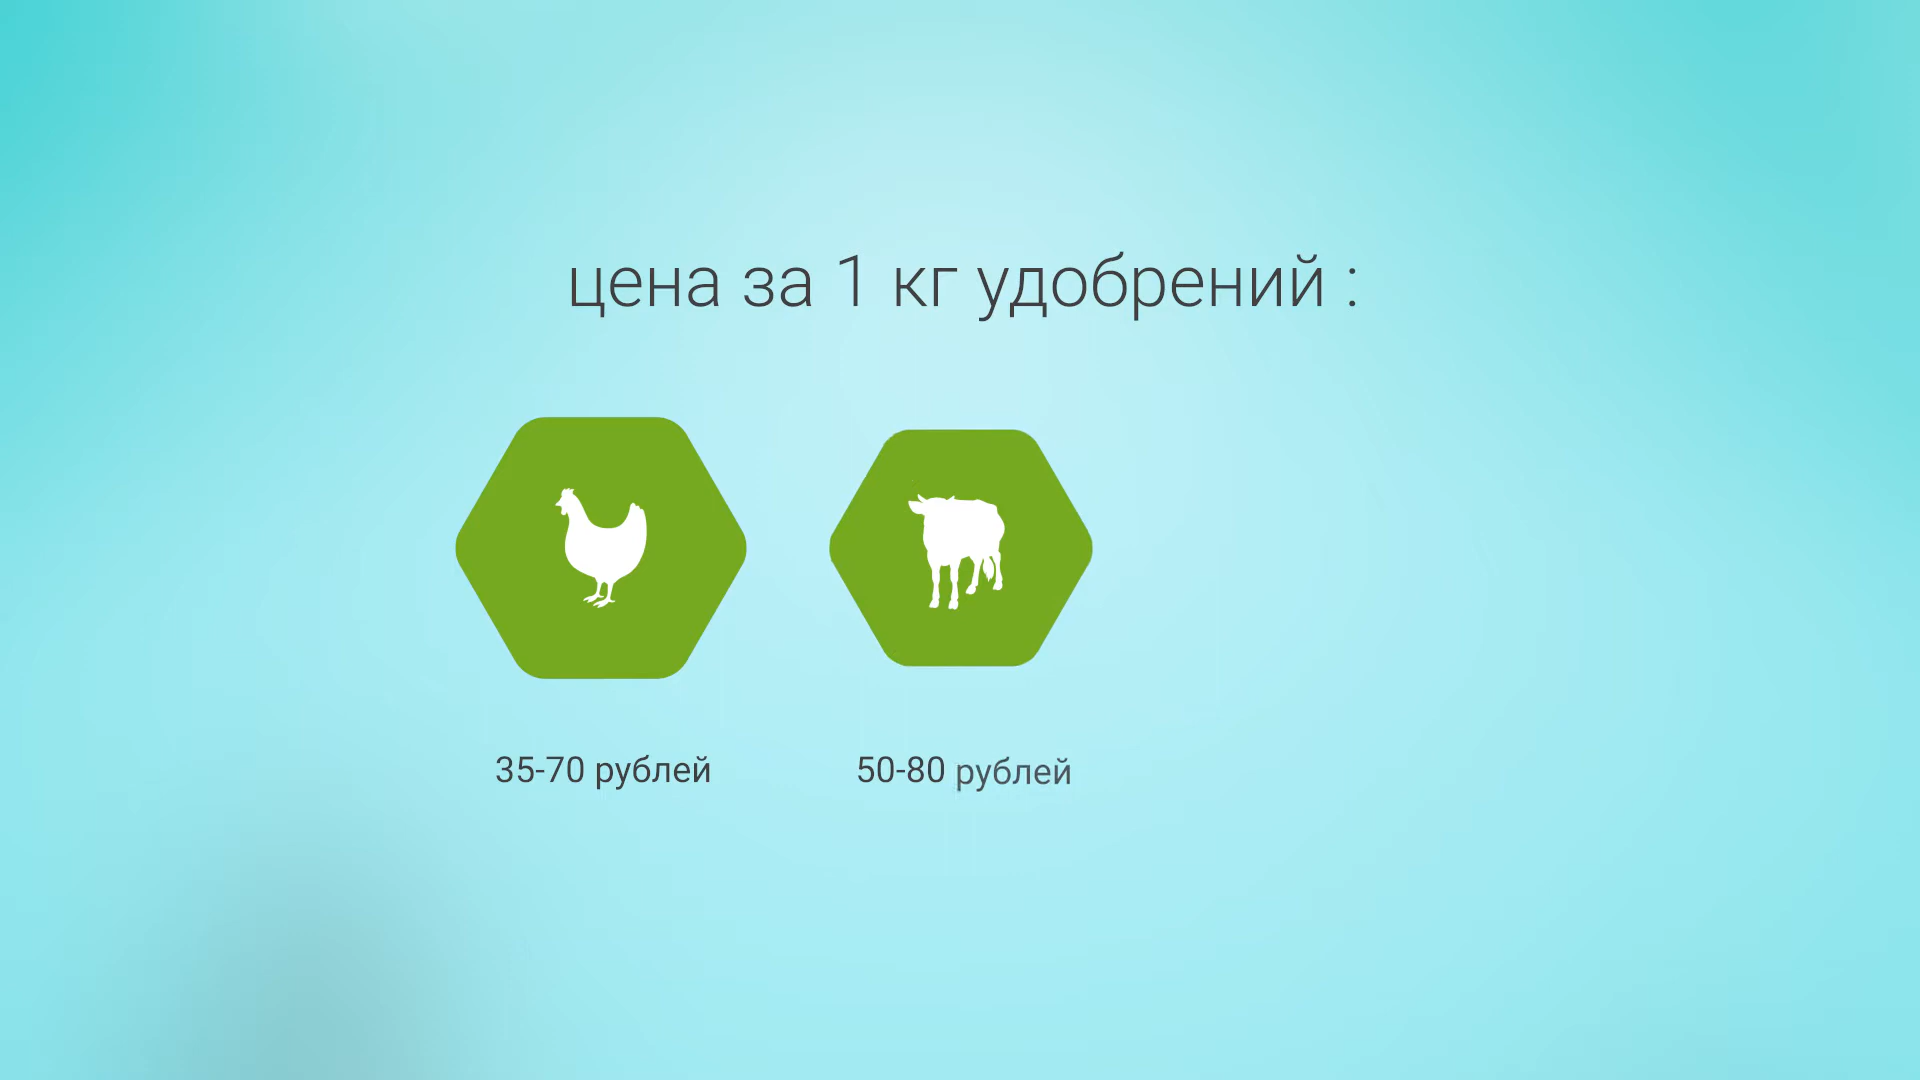 цена за 1 кг удобрений :
35-70 рублей
50-80 рублей